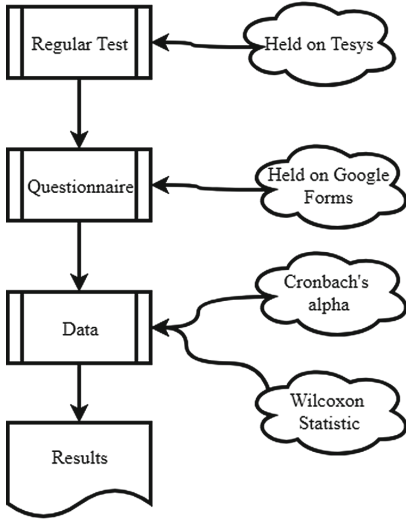 Regular Test
Held on Tesys
Questionnaire
Held on Google
Forms
Cronbach's
alpha
Data
Wilcoxon
Statistic
Results